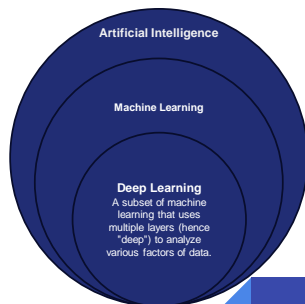 Artificial Intelligence
Machine Learning
Deep Learning
A subset of machine
learning that uses
multiple layers (hence
"deep") to analyze
various factors of data.